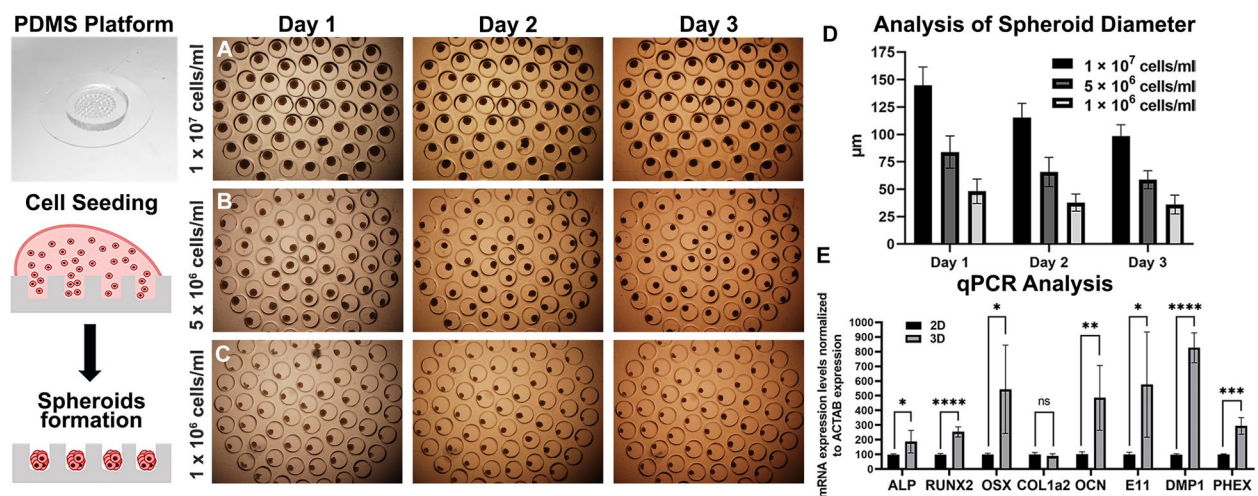 PDMS Platform
Cell Seeding
Spheroids
formation
Day 1
Day 2
Day 3
1 x 10⁷ cells/ml
A
5 x 10⁶ cells/ml
B
1 x 10⁶ cells/ml
C
D
Analysis of Spheroid Diameter
µm
175
150
125
100
75
50
25
0
1 × 10⁷ cells/ml
5 × 10⁶ cells/ml
1 × 10⁶ cells/ml
Day 1
Day 2
Day 3
E
qPCR Analysis
mRNA expression levels normalized
to ACTAB expression
1000
900
800
700
600
500
400
300
200
100
0
2D
3D
*
****
*
ns
**
*
****
***
ALP
RUNX2
OSX
COL1a2
OCN
E11
DMP1
PHEX